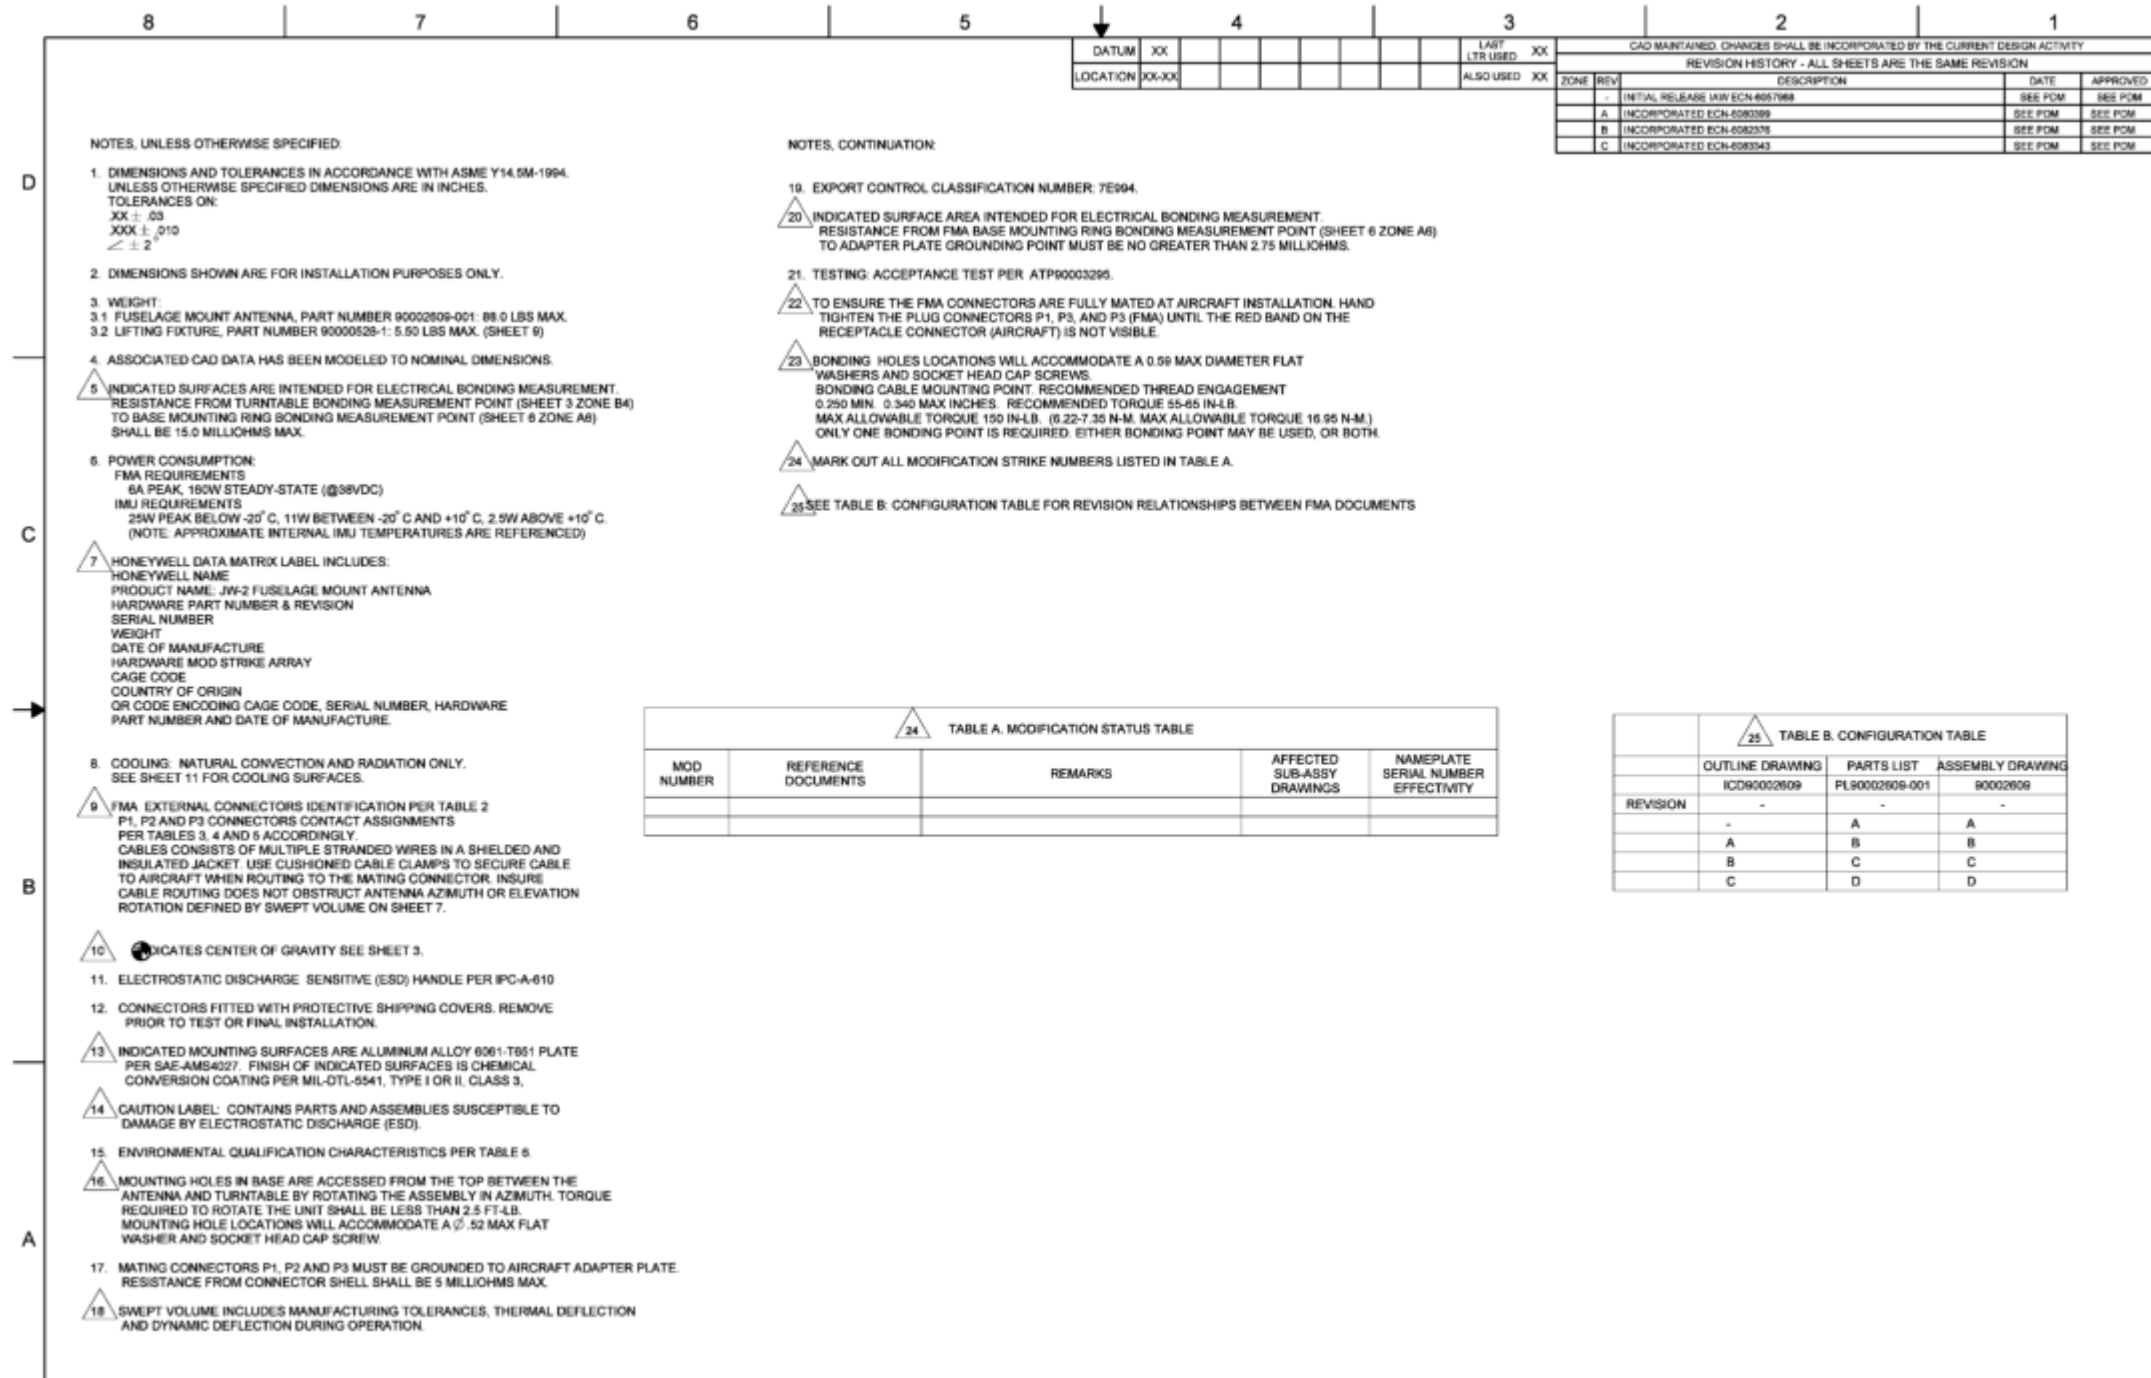 8 7 6 5 4 3 2 1
DATUM XX LAST LTR USED XX
LOCATION XX-XX ALSO USED XX
CAD MAINTAINED. CHANGES SHALL BE INCORPORATED BY THE CURRENT DESIGN ACTIVITY
REVISION HISTORY - ALL SHEETS ARE THE SAME REVISION
ZONE REV DESCRIPTION DATE APPROVED
- INITIAL RELEASE IAW ECN-6057968 SEE PDM SEE PDM
A INCORPORATED ECN-6080399 SEE PDM SEE PDM
B INCORPORATED ECN-6082376 SEE PDM SEE PDM
C INCORPORATED ECN-6083343 SEE PDM SEE PDM
D
C
B
A
NOTES, UNLESS OTHERWISE SPECIFIED:
1. DIMENSIONS AND TOLERANCES IN ACCORDANCE WITH ASME Y14.5M-1994.
UNLESS OTHERWISE SPECIFIED DIMENSIONS ARE IN INCHES.
TOLERANCES ON:
.XX ± .03
.XXX ± .010
∠ ± 2°
2. DIMENSIONS SHOWN ARE FOR INSTALLATION PURPOSES ONLY.
3. WEIGHT:
3.1 FUSELAGE MOUNT ANTENNA, PART NUMBER 90002609-001: 88.0 LBS MAX.
3.2 LIFTING FIXTURE, PART NUMBER 90000528-1: 5.50 LBS MAX. (SHEET 9)
4. ASSOCIATED CAD DATA HAS BEEN MODELED TO NOMINAL DIMENSIONS.
5 INDICATED SURFACES ARE INTENDED FOR ELECTRICAL BONDING MEASUREMENT.
RESISTANCE FROM TURNTABLE BONDING MEASUREMENT POINT (SHEET 3 ZONE B4)
TO BASE MOUNTING RING BONDING MEASUREMENT POINT (SHEET 6 ZONE A6)
SHALL BE 15.0 MILLIOHMS MAX.
6. POWER CONSUMPTION:
FMA REQUIREMENTS
6A PEAK, 160W STEADY-STATE (@38VDC)
IMU REQUIREMENTS
25W PEAK BELOW -20° C, 11W BETWEEN -20° C AND +10° C, 2.5W ABOVE +10° C.
(NOTE: APPROXIMATE INTERNAL IMU TEMPERATURES ARE REFERENCED)
7 HONEYWELL DATA MATRIX LABEL INCLUDES:
HONEYWELL NAME
PRODUCT NAME: JW-2 FUSELAGE MOUNT ANTENNA
HARDWARE PART NUMBER & REVISION
SERIAL NUMBER
WEIGHT
DATE OF MANUFACTURE
HARDWARE MOD STRIKE ARRAY
CAGE CODE
COUNTRY OF ORIGIN
QR CODE ENCODING CAGE CODE, SERIAL NUMBER, HARDWARE
PART NUMBER AND DATE OF MANUFACTURE.
8. COOLING: NATURAL CONVECTION AND RADIATION ONLY.
SEE SHEET 11 FOR COOLING SURFACES.
9 FMA EXTERNAL CONNECTORS IDENTIFICATION PER TABLE 2
P1, P2 AND P3 CONNECTORS CONTACT ASSIGNMENTS
PER TABLES 3, 4 AND 5 ACCORDINGLY.
CABLES CONSISTS OF MULTIPLE STRANDED WIRES IN A SHIELDED AND
INSULATED JACKET. USE CUSHIONED CABLE CLAMPS TO SECURE CABLE
TO AIRCRAFT WHEN ROUTING TO THE MATING CONNECTOR. INSURE
CABLE ROUTING DOES NOT OBSTRUCT ANTENNA AZIMUTH OR ELEVATION
ROTATION DEFINED BY SWEPT VOLUME ON SHEET 7.
10 DICATES CENTER OF GRAVITY SEE SHEET 3.
11. ELECTROSTATIC DISCHARGE SENSITIVE (ESD) HANDLE PER IPC-A-610
12. CONNECTORS FITTED WITH PROTECTIVE SHIPPING COVERS. REMOVE
PRIOR TO TEST OR FINAL INSTALLATION.
13 INDICATED MOUNTING SURFACES ARE ALUMINUM ALLOY 6061-T651 PLATE
PER SAE-AMS4027. FINISH OF INDICATED SURFACES IS CHEMICAL
CONVERSION COATING PER MIL-DTL-5541, TYPE I OR II, CLASS 3,
14 CAUTION LABEL: CONTAINS PARTS AND ASSEMBLIES SUSCEPTIBLE TO
DAMAGE BY ELECTROSTATIC DISCHARGE (ESD).
15. ENVIRONMENTAL QUALIFICATION CHARACTERISTICS PER TABLE 6.
16. MOUNTING HOLES IN BASE ARE ACCESSED FROM THE TOP BETWEEN THE
ANTENNA AND TURNTABLE BY ROTATING THE ASSEMBLY IN AZIMUTH. TORQUE
REQUIRED TO ROTATE THE UNIT SHALL BE LESS THAN 2.5 FT-LB.
MOUNTING HOLE LOCATIONS WILL ACCOMMODATE A ∅ .52 MAX FLAT
WASHER AND SOCKET HEAD CAP SCREW.
17. MATING CONNECTORS P1, P2 AND P3 MUST BE GROUNDED TO AIRCRAFT ADAPTER PLATE.
RESISTANCE FROM CONNECTOR SHELL SHALL BE 5 MILLIOHMS MAX.
18 SWEPT VOLUME INCLUDES MANUFACTURING TOLERANCES, THERMAL DEFLECTION
AND DYNAMIC DEFLECTION DURING OPERATION.
NOTES, CONTINUATION:
19. EXPORT CONTROL CLASSIFICATION NUMBER: 7E994.
20 INDICATED SURFACE AREA INTENDED FOR ELECTRICAL BONDING MEASUREMENT.
RESISTANCE FROM FMA BASE MOUNTING RING BONDING MEASUREMENT POINT (SHEET 6 ZONE A6)
TO ADAPTER PLATE GROUNDING POINT MUST BE NO GREATER THAN 2.75 MILLIOHMS.
21. TESTING: ACCEPTANCE TEST PER ATP90003295.
22 TO ENSURE THE FMA CONNECTORS ARE FULLY MATED AT AIRCRAFT INSTALLATION. HAND
TIGHTEN THE PLUG CONNECTORS P1, P3, AND P3 (FMA) UNTIL THE RED BAND ON THE
RECEPTACLE CONNECTOR (AIRCRAFT) IS NOT VISIBLE.
23 BONDING HOLES LOCATIONS WILL ACCOMMODATE A 0.59 MAX DIAMETER FLAT
WASHERS AND SOCKET HEAD CAP SCREWS.
BONDING CABLE MOUNTING POINT. RECOMMENDED THREAD ENGAGEMENT
0.250 MIN. 0.340 MAX INCHES. RECOMMENDED TORQUE 55-65 IN-LB.
MAX ALLOWABLE TORQUE 150 IN-LB. (6.22-7.35 N-M. MAX ALLOWABLE TORQUE 16.95 N-M.)
ONLY ONE BONDING POINT IS REQUIRED. EITHER BONDING POINT MAY BE USED, OR BOTH.
24 MARK OUT ALL MODIFICATION STRIKE NUMBERS LISTED IN TABLE A.
25 SEE TABLE B: CONFIGURATION TABLE FOR REVISION RELATIONSHIPS BETWEEN FMA DOCUMENTS
24 TABLE A. MODIFICATION STATUS TABLE
MOD NUMBER REFERENCE DOCUMENTS REMARKS AFFECTED SUB-ASSY DRAWINGS NAMEPLATE SERIAL NUMBER EFFECTIVITY
25 TABLE B. CONFIGURATION TABLE
OUTLINE DRAWING PARTS LIST ASSEMBLY DRAWING
ICD90002609 PL90002609-001 90002609
REVISION - - -
- A A
A B B
B C C
C D D